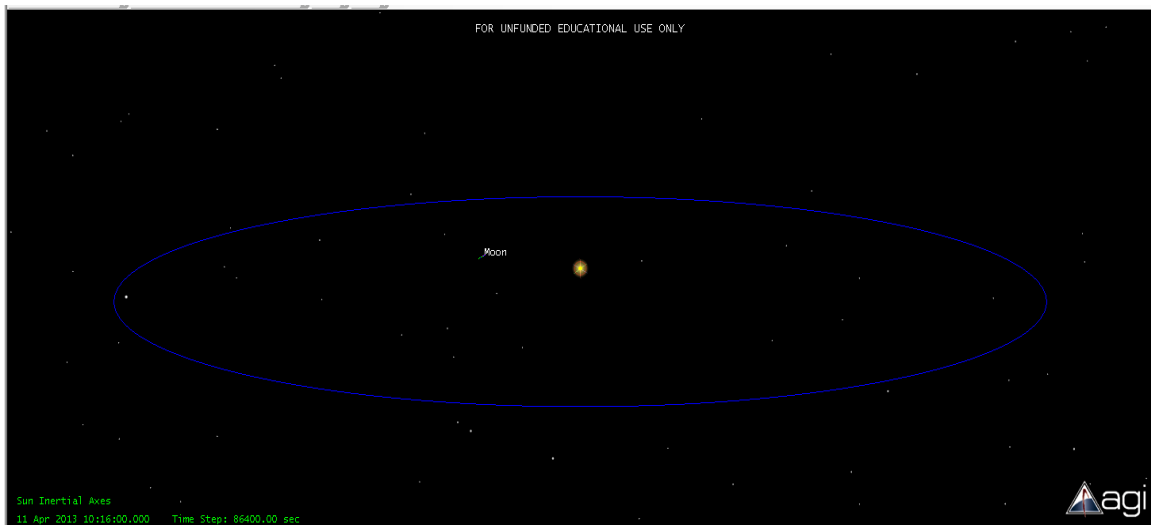 FOR UNFUNDED EDUCATIONAL USE ONLY
Moon
Sun Inertial Axes
11 Apr 2013 10:16:00.000    Time Step: 86400.00 sec
agi